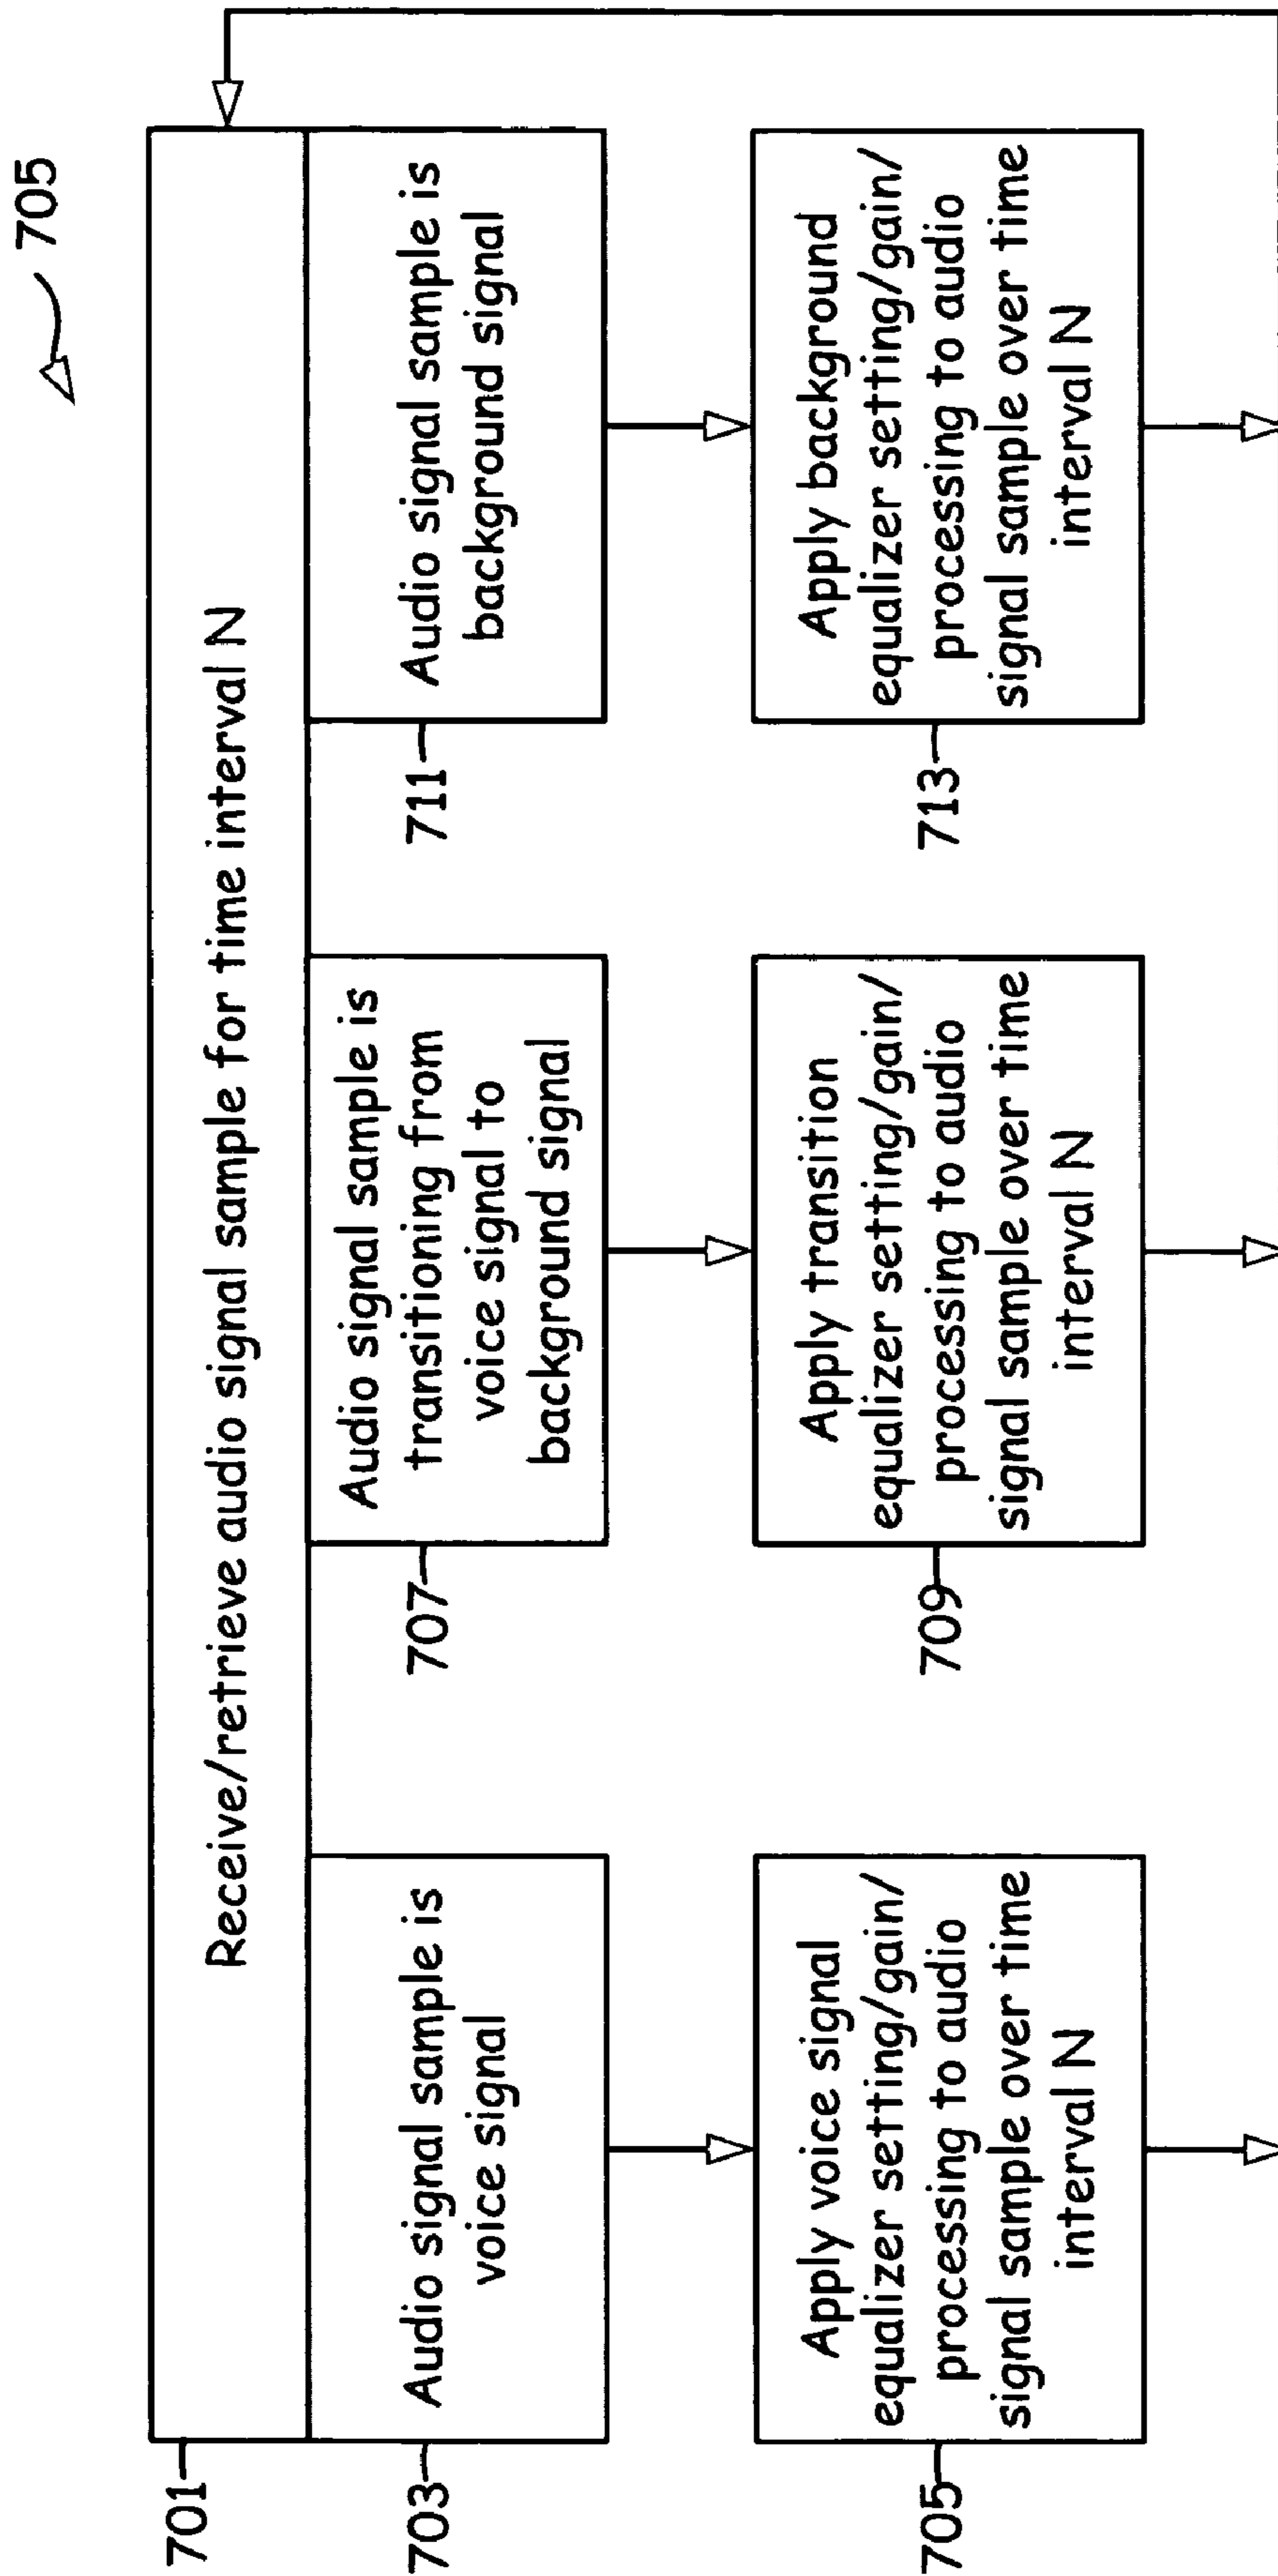 705
701
Receive/retrieve audio signal sample for time interval N
703
Audio signal sample is
voice signal
707
Audio signal sample is
transitioning from
voice signal to
background signal
711
Audio signal sample is
background signal
705
Apply voice signal
equalizer setting/gain/
processing to audio
signal sample over time
interval N
709
Apply transition
equalizer setting/gain/
processing to audio
signal sample over time
interval N
713
Apply background
equalizer setting/gain/
processing to audio
signal sample over time
interval N